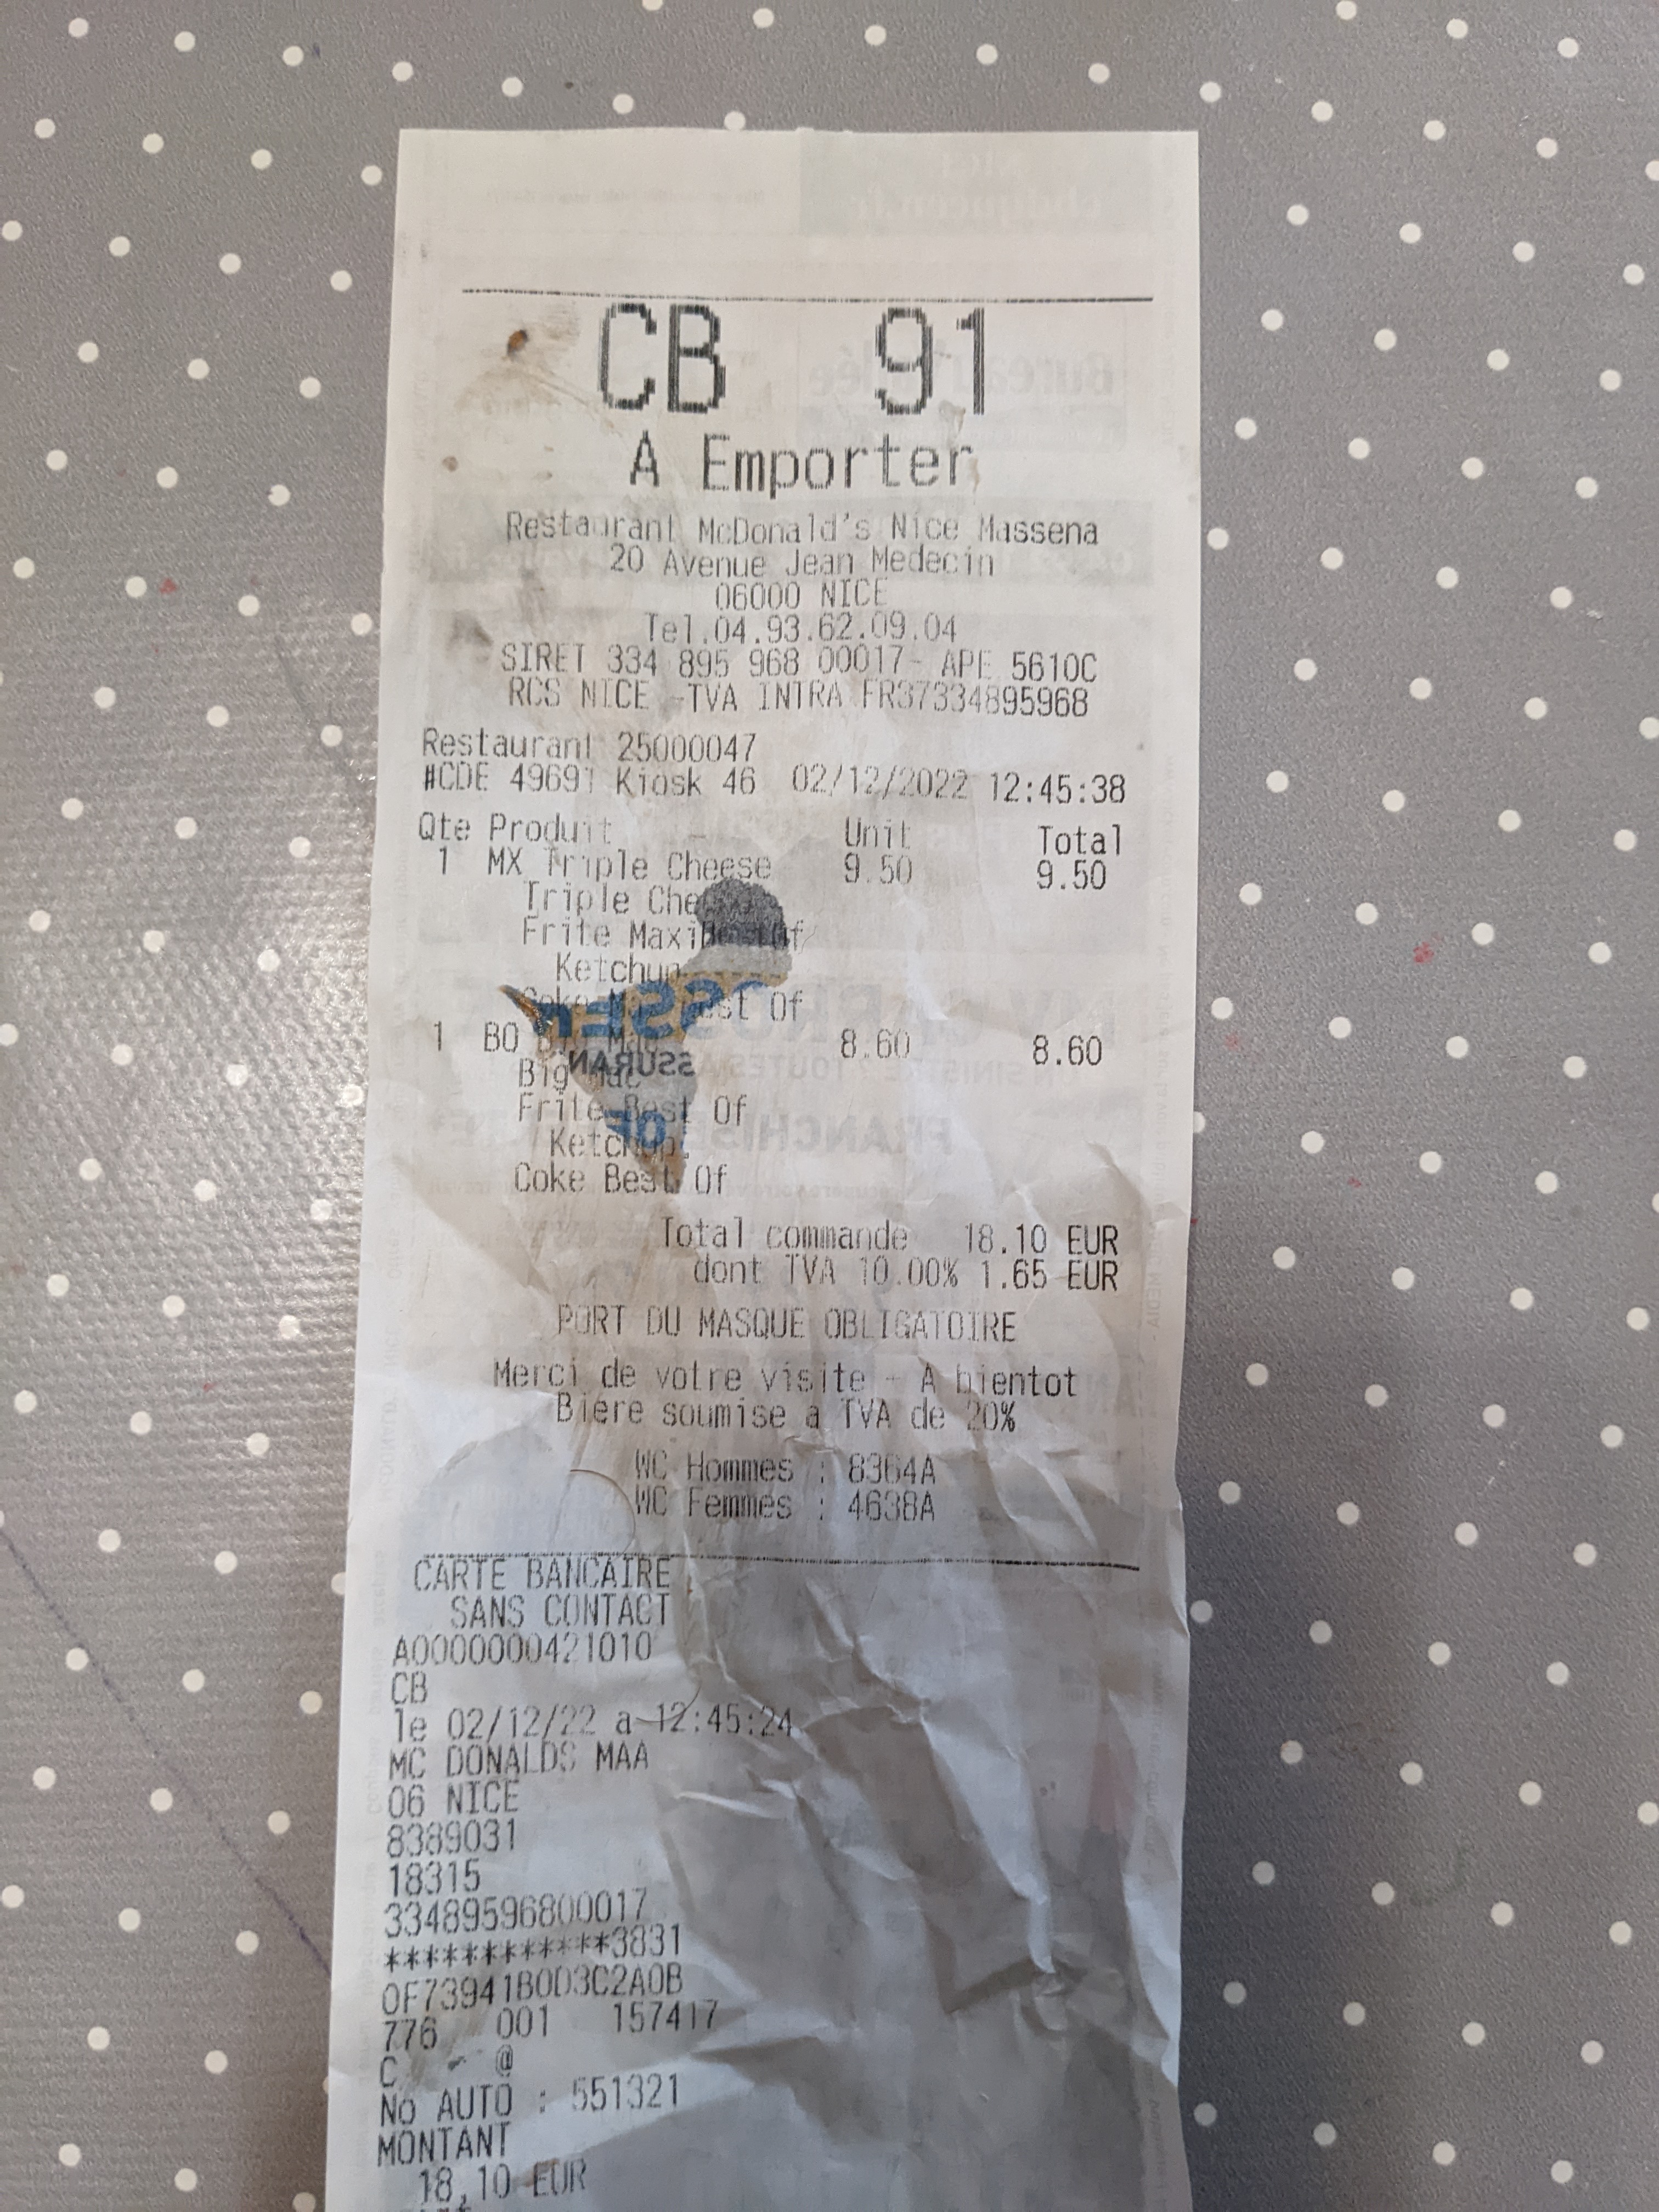 CB 91
A Emporter
Restaurant McDonald's Nice Massena
20 Avenue Jean Medecin
06000 NICE
Tel.04.93.62.09.04
SIRET 334 895 968 00017- APE 5610C
RCS NICE -TVA INTRA FR37334895968
Restaurant 25000047
#CDE 49691 Kiosk 46 02/12/2022 12:45:38
Qte Produit Unit Total
1 MX Triple Cheese 9.50 9.50
Triple
Frite Maxi Of
Ketchup
Coke Best Of
1 BO Mac 8.60 8.60
Big Mac
Frite Best Of
Ketchup.
Coke Best Of
Total commande 18.10 EUR
dont TVA 10.00% 1.65 EUR
PORT DU MASQUE OBLIGATOIRE
Merci de votre visite - A bientot
Biere soumise a TVA de 20%
WC Hommes : 8364A
WC Femmes : 4638A
CARTE BANCAIRE
SANS CONTACT
A0000000421010
CB
le 02/12/22 a 12:45:24
MC DONALDS MAA
06 NICE
8389031
18315
33489596800017
************3831
0F73941B0D3C2A0B
776 001 157417
C @
No AUTO : 551321
MONTANT
18,10 EUR